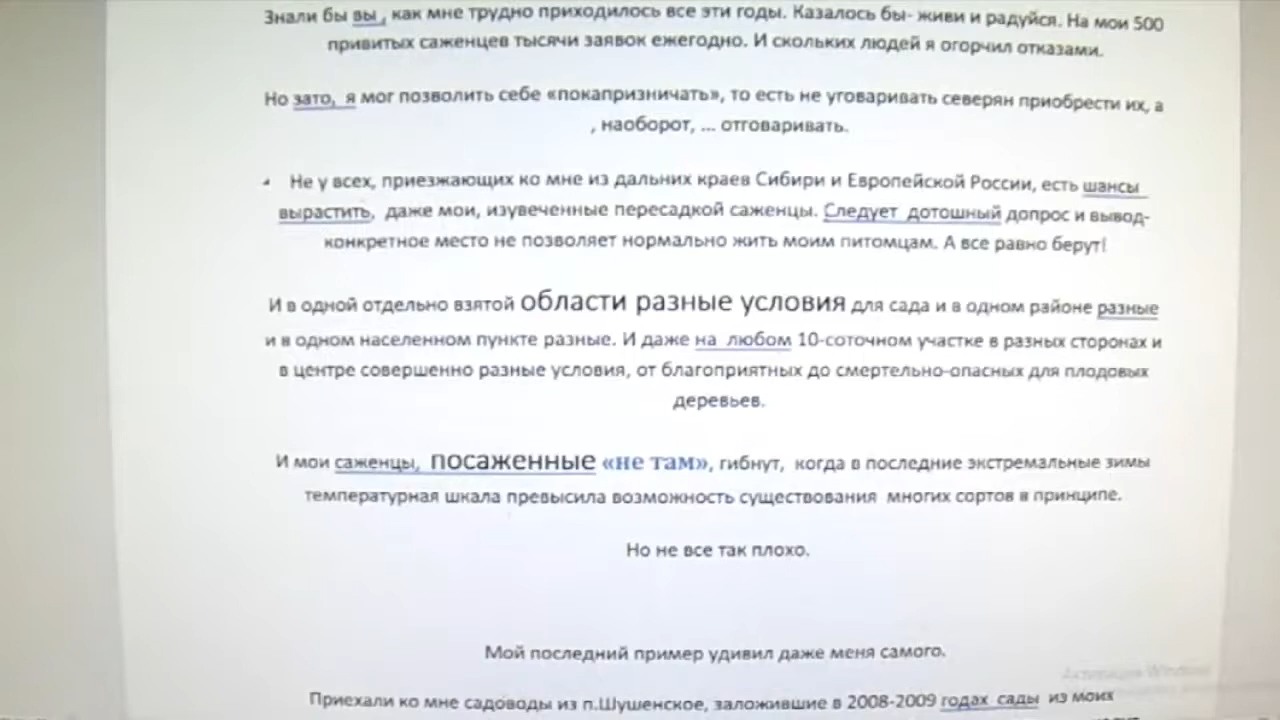 Знали бы вы , как мне трудно приходилось все эти годы. Казалось бы- живи и радуйся. На мои 500
привитых саженцев тысячи заявок ежегодно. И скольких людей я огорчил отказами.
Но зато, я мог позволить себе «покапризничать», то есть не уговаривать северян приобрести их, а
, наоборот, ... отговаривать.
Не у всех, приезжающих ко мне из дальних краев Сибири и Европейской России, есть шансы
вырастить, даже мои, изувеченные пересадкой саженцы. Следует дотошный допрос и вывод-
конкретное место не позволяет нормально жить моим питомцам. А все равно берут!
И в одной отдельно взятой области разные условия для сада и в одном районе разные
и в одном населенном пункте разные. И даже на любом 10-соточном участке в разных сторонах и
в центре совершенно разные условия, от благоприятных до смертельно-опасных для плодовых
деревьев.
И мои саженцы, посаженные «не там», гибнут, когда в последние экстремальные зимы
температурная шкала превысила возможность существования многих сортов в принципе.
Но не все так плохо.
Мой последний пример удивил даже меня самого.
Активация Windows
Приехали ко мне садоводы из п.Шушенское, заложившие в 2008-2009 годах сады из моих